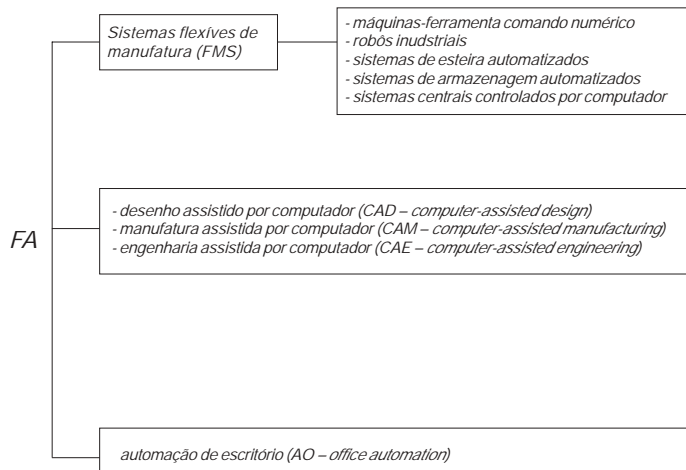 Sistemas flexíves de
manufatura (FMS)
- máquinas-ferramenta comando numérico
- robôs inudstriais
- sistemas de esteira automatizados
- sistemas de armazenagem automatizados
- sistemas centrais controlados por computador
FA
- desenho assistido por computador (CAD – computer-assisted design)
- manufatura assistida por computador (CAM – computer-assisted manufacturing)
- engenharia assistida por computador (CAE – computer-assisted engineering)
automação de escritório (AO – office automation)